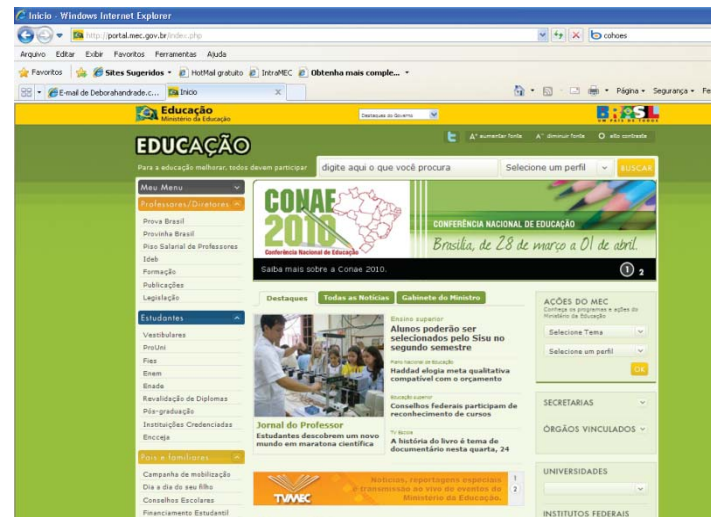 Início - Windows Internet Explorer
http://portal.mec.gov.br/index.php
cohoes
Arquivo Editar Exibir Favoritos Ferramentas Ajuda
Favoritos Sites Sugeridos HotMail gratuito IntraMEC Obtenha mais comple...
E-mail de Deborahandrade.c... Início Página Segurança Fe
Educação
Ministério da Educação
Destaques do Governo
BRASIL
UM PAÍS DE TODOS
EDUCAÇÃO
A+ aumentar fonte A- diminuir fonte alto contraste
Para a educação melhorar, todos devem participar
digite aqui o que você procura
Selecione um perfil
BUSCAR
Meu Menu
Professores/Diretores
Prova Brasil
Provinha Brasil
Piso Salarial de Professores
Ideb
Formação
Publicações
Legislação
Estudantes
Vestibulares
ProUni
Fies
Enem
Enade
Revalidação de Diplomas
Pós-graduação
Instituições Credenciadas
Encceja
Pais e familiares
Campanha de mobilização
Dia a dia do seu filho
Conselhos Escolares
Financiamento Estudantil
CONAE
2010
Conferência Nacional de Educação
CONFERÊNCIA NACIONAL DE EDUCAÇÃO
Brasília, de 28 de março a 01 de abril.
Saiba mais sobre a Conae 2010.
1 2
Destaques Todas as Notícias Gabinete do Ministro
Jornal do Professor
Estudantes descobrem um novo
mundo em maratona científica
Ensino superior
Alunos poderão ser
selecionados pelo Sisu no
segundo semestre
Plano Nacional de Educação
Haddad elogia meta qualitativa
compatível com o orçamento
Educação superior
Conselhos federais participam de
reconhecimento de cursos
TV Escola
A história do livro é tema de
documentário nesta quarta, 24
TVMEC
Notícias, reportagens especiais
e transmissão ao vivo de eventos do
Ministério da Educação.
1
2
AÇÕES DO MEC
Conheça os programas e ações do
Ministério da Educação
Selecione Tema
Selecione um perfil
OK
SECRETARIAS
ÓRGÃOS VINCULADOS
UNIVERSIDADES
INSTITUTOS FEDERAIS